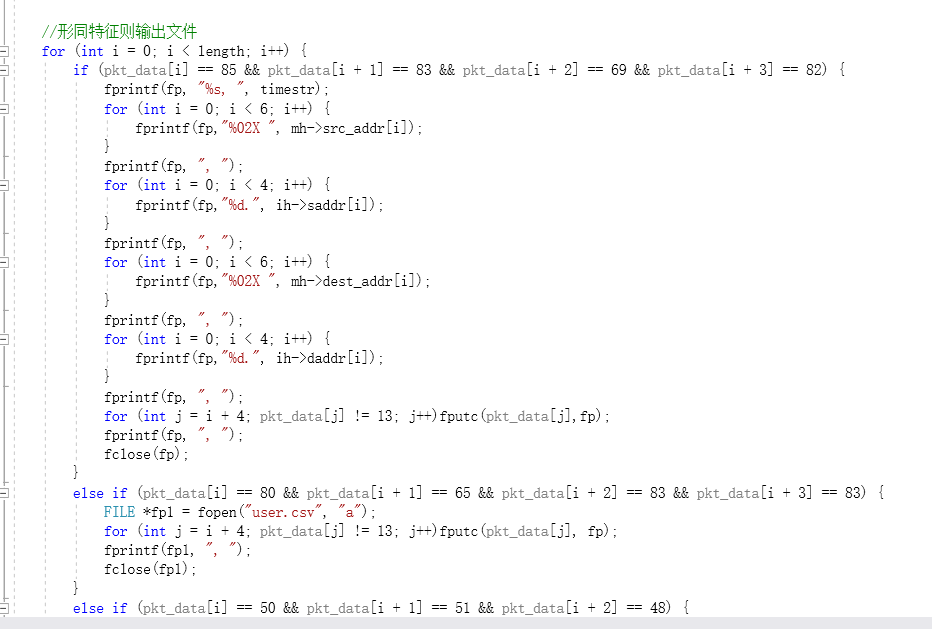 //形同特征则输出文件
for (int i = 0; i < length; i++) {
if (pkt_data[i] == 85 && pkt_data[i + 1] == 83 && pkt_data[i + 2] == 69 && pkt_data[i + 3] == 82) {
fprintf(fp, "%s, ", timestr);
for (int i = 0; i < 6; i++) {
fprintf(fp,"%02X ", mh->src_addr[i]);
}
fprintf(fp, ", ");
for (int i = 0; i < 4; i++) {
fprintf(fp,"%d.", ih->saddr[i]);
}
fprintf(fp, ", ");
for (int i = 0; i < 6; i++) {
fprintf(fp,"%02X ", mh->dest_addr[i]);
}
fprintf(fp, ", ");
for (int i = 0; i < 4; i++) {
fprintf(fp,"%d.", ih->daddr[i]);
}
fprintf(fp, ", ");
for (int j = i + 4; pkt_data[j] != 13; j++)fputc(pkt_data[j],fp);
fprintf(fp, ", ");
fclose(fp);
}
else if (pkt_data[i] == 80 && pkt_data[i + 1] == 65 && pkt_data[i + 2] == 83 && pkt_data[i + 3] == 83) {
FILE *fp1 = fopen("user.csv", "a");
for (int j = i + 4; pkt_data[j] != 13; j++)fputc(pkt_data[j], fp);
fprintf(fp1, ", ");
fclose(fp1);
}
else if (pkt_data[i] == 50 && pkt_data[i + 1] == 51 && pkt_data[i + 2] == 48) {